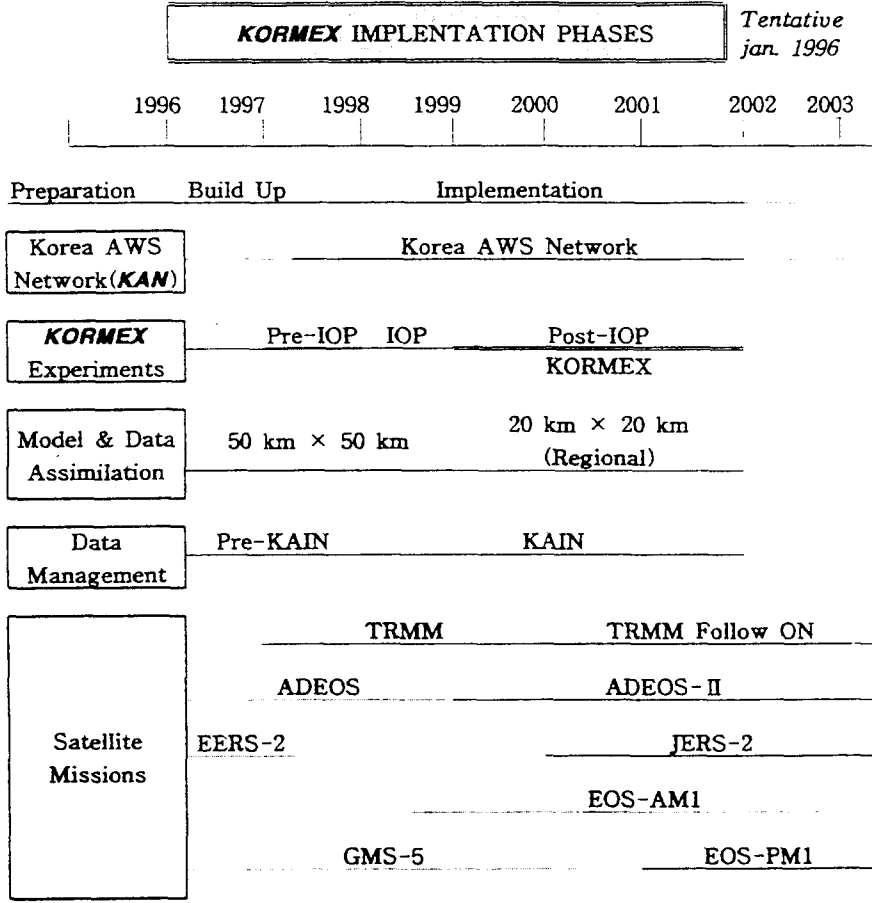 KORMEX IMPLENTATION PHASES
Tentative
jan. 1996
1996 1997 1998 1999 2000 2001 2002 2003
Preparation Build Up Implementation
Korea AWS
Network(KAN)
Korea AWS Network
KORMEX
Experiments
Pre-IOP IOP Post-IOP
KORMEX
Model & Data
Assimilation
50 km × 50 km
20 km × 20 km
(Regional)
Data
Management
Pre-KAIN KAIN
Satellite
Missions
TRMM TRMM Follow ON
ADEOS ADEOS-II
EERS-2 JERS-2
EOS-AM1
GMS-5 EOS-PM1